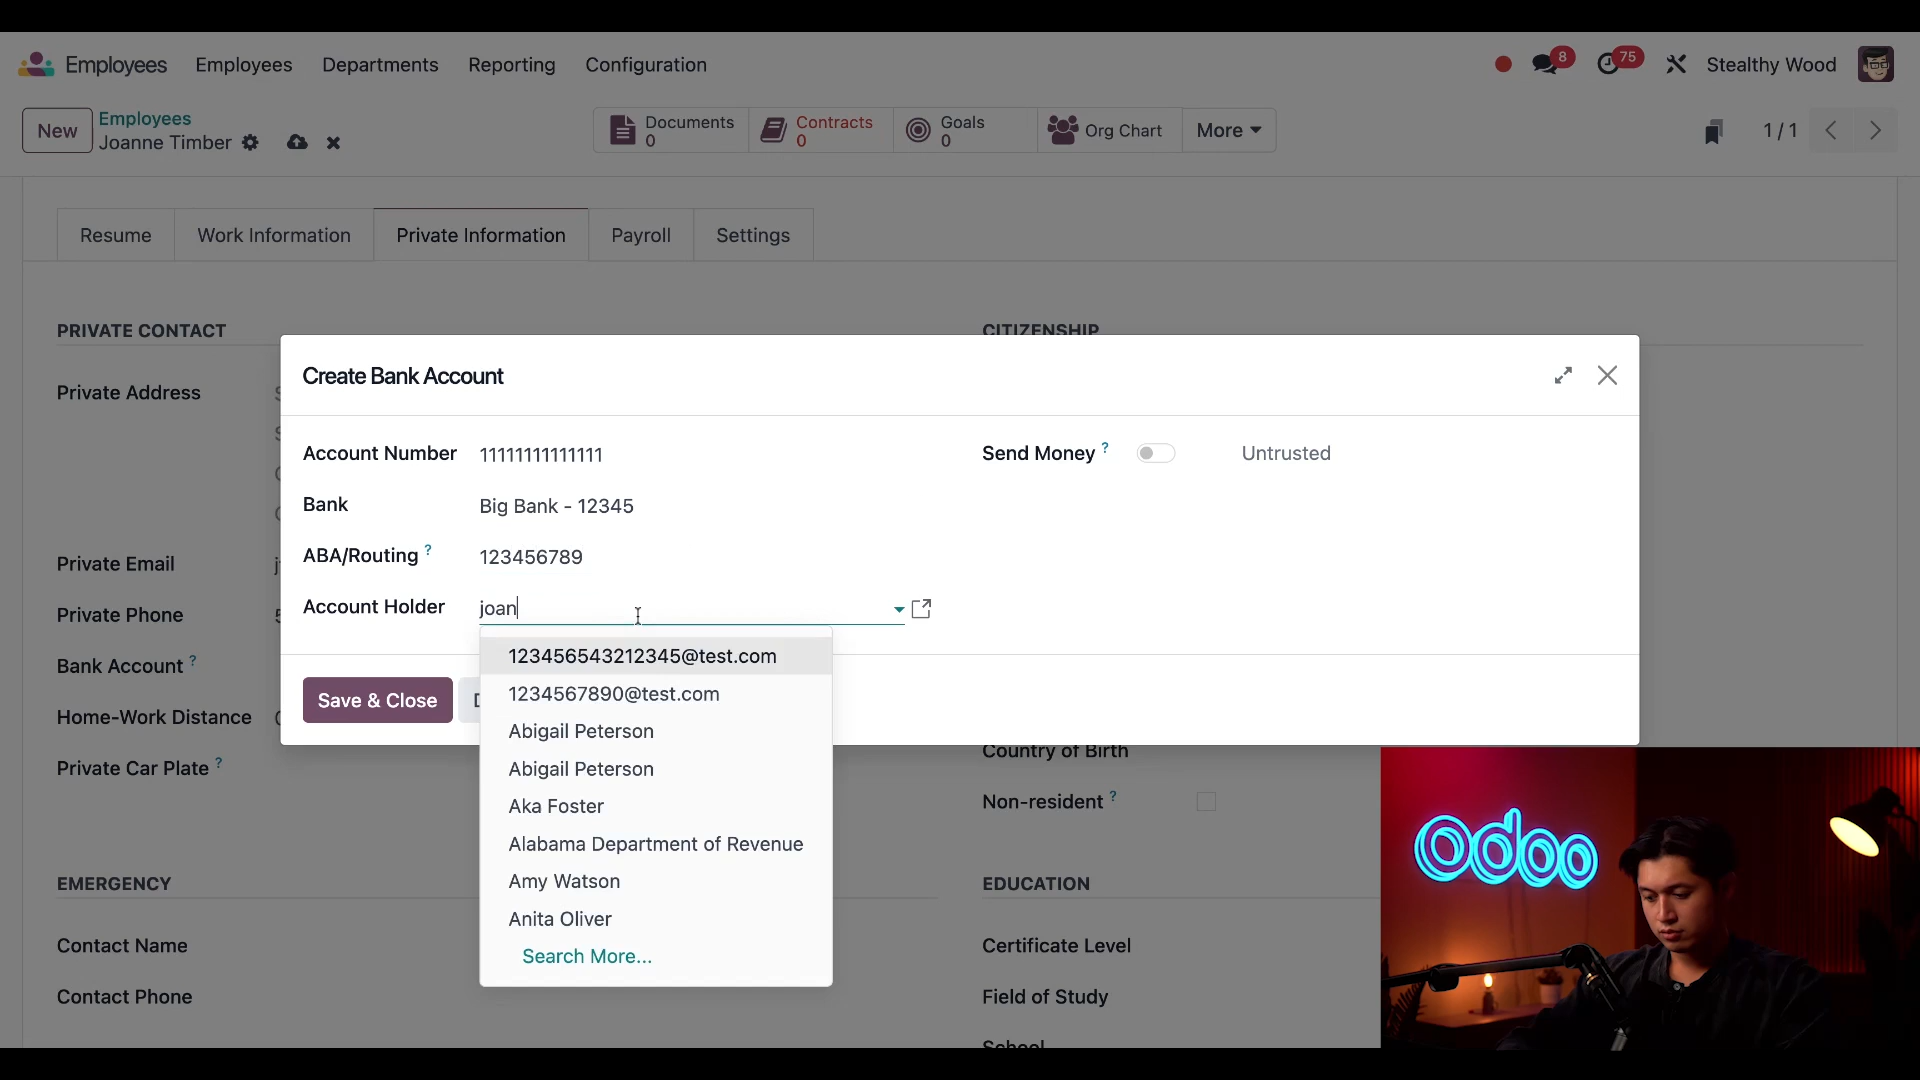 Employees
Employees
Departments
Reporting
Configuration
8
75
Stealthy Wood
New
Employees
Joanne Timber
Documents
0
Contracts
0
Goals
0
Org Chart
More
1 / 1
Resume
Work Information
Private Information
Payroll
Settings
PRIVATE CONTACT
CITIZENSHIP
Private Address
Private Email
Private Phone
Bank Account ?
Home-Work Distance
Private Car Plate ?
Create Bank Account
Account Number
11111111111111
Send Money ?
Untrusted
Bank
Big Bank - 12345
ABA/Routing ?
123456789
Account Holder
joan
Save & Close
123456543212345@test.com
1234567890@test.com
Abigail Peterson
Abigail Peterson
Aka Foster
Alabama Department of Revenue
Amy Watson
Anita Oliver
Search More...
Country of Birth
Non-resident ?
EMERGENCY
EDUCATION
Contact Name
Certificate Level
Contact Phone
Field of Study
School
odoo